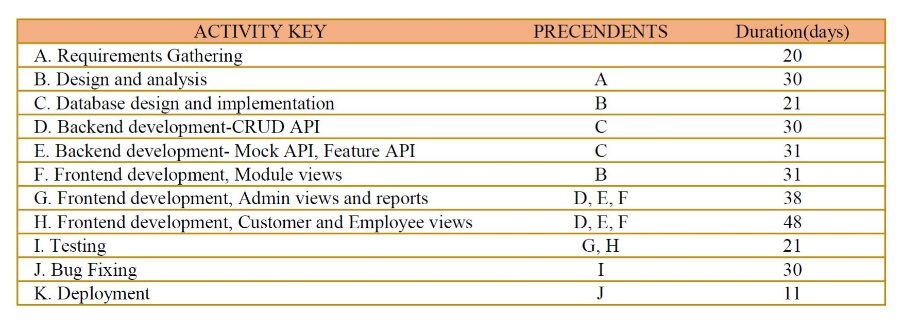 ACTIVITY KEY PRECENDENTS Duration(days)
A. Requirements Gathering 20
B. Design and analysis A 30
C. Database design and implementation B 21
D. Backend development-CRUD API C 30
E. Backend development- Mock API, Feature API C 31
F. Frontend development, Module views B 31
G. Frontend development, Admin views and reports D, E, F 38
H. Frontend development, Customer and Employee views D, E, F 48
I. Testing G, H 21
J. Bug Fixing I 30
K. Deployment J 11